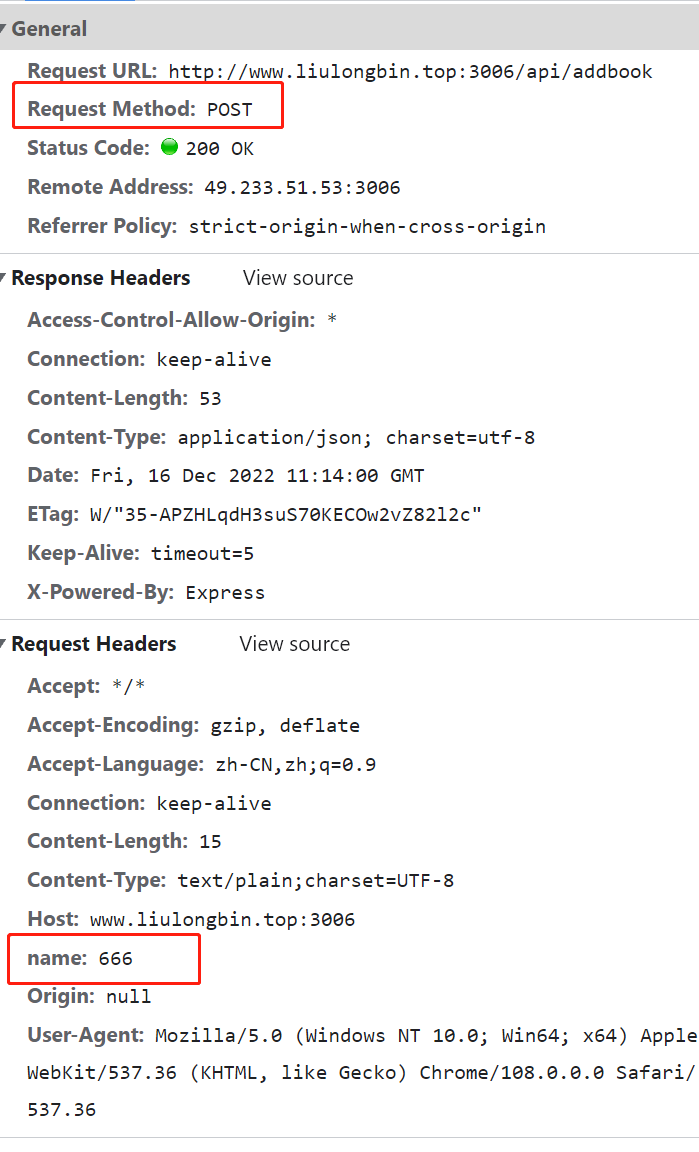 General
Request URL: http://www.liulongbin.top:3006/api/addbook
Request Method: POST
Status Code: 200 OK
Remote Address: 49.233.51.53:3006
Referrer Policy: strict-origin-when-cross-origin
Response Headers View source
Access-Control-Allow-Origin: *
Connection: keep-alive
Content-Length: 53
Content-Type: application/json; charset=utf-8
Date: Fri, 16 Dec 2022 11:14:00 GMT
ETag: W/"35-APZHLqdH3suS70KECOw2vZ82l2c"
Keep-Alive: timeout=5
X-Powered-By: Express
Request Headers View source
Accept: */*
Accept-Encoding: gzip, deflate
Accept-Language: zh-CN,zh;q=0.9
Connection: keep-alive
Content-Length: 15
Content-Type: text/plain;charset=UTF-8
Host: www.liulongbin.top:3006
name: 666
Origin: null
User-Agent: Mozilla/5.0 (Windows NT 10.0; Win64; x64) Apple
WebKit/537.36 (KHTML, like Gecko) Chrome/108.0.0.0 Safari/
537.36